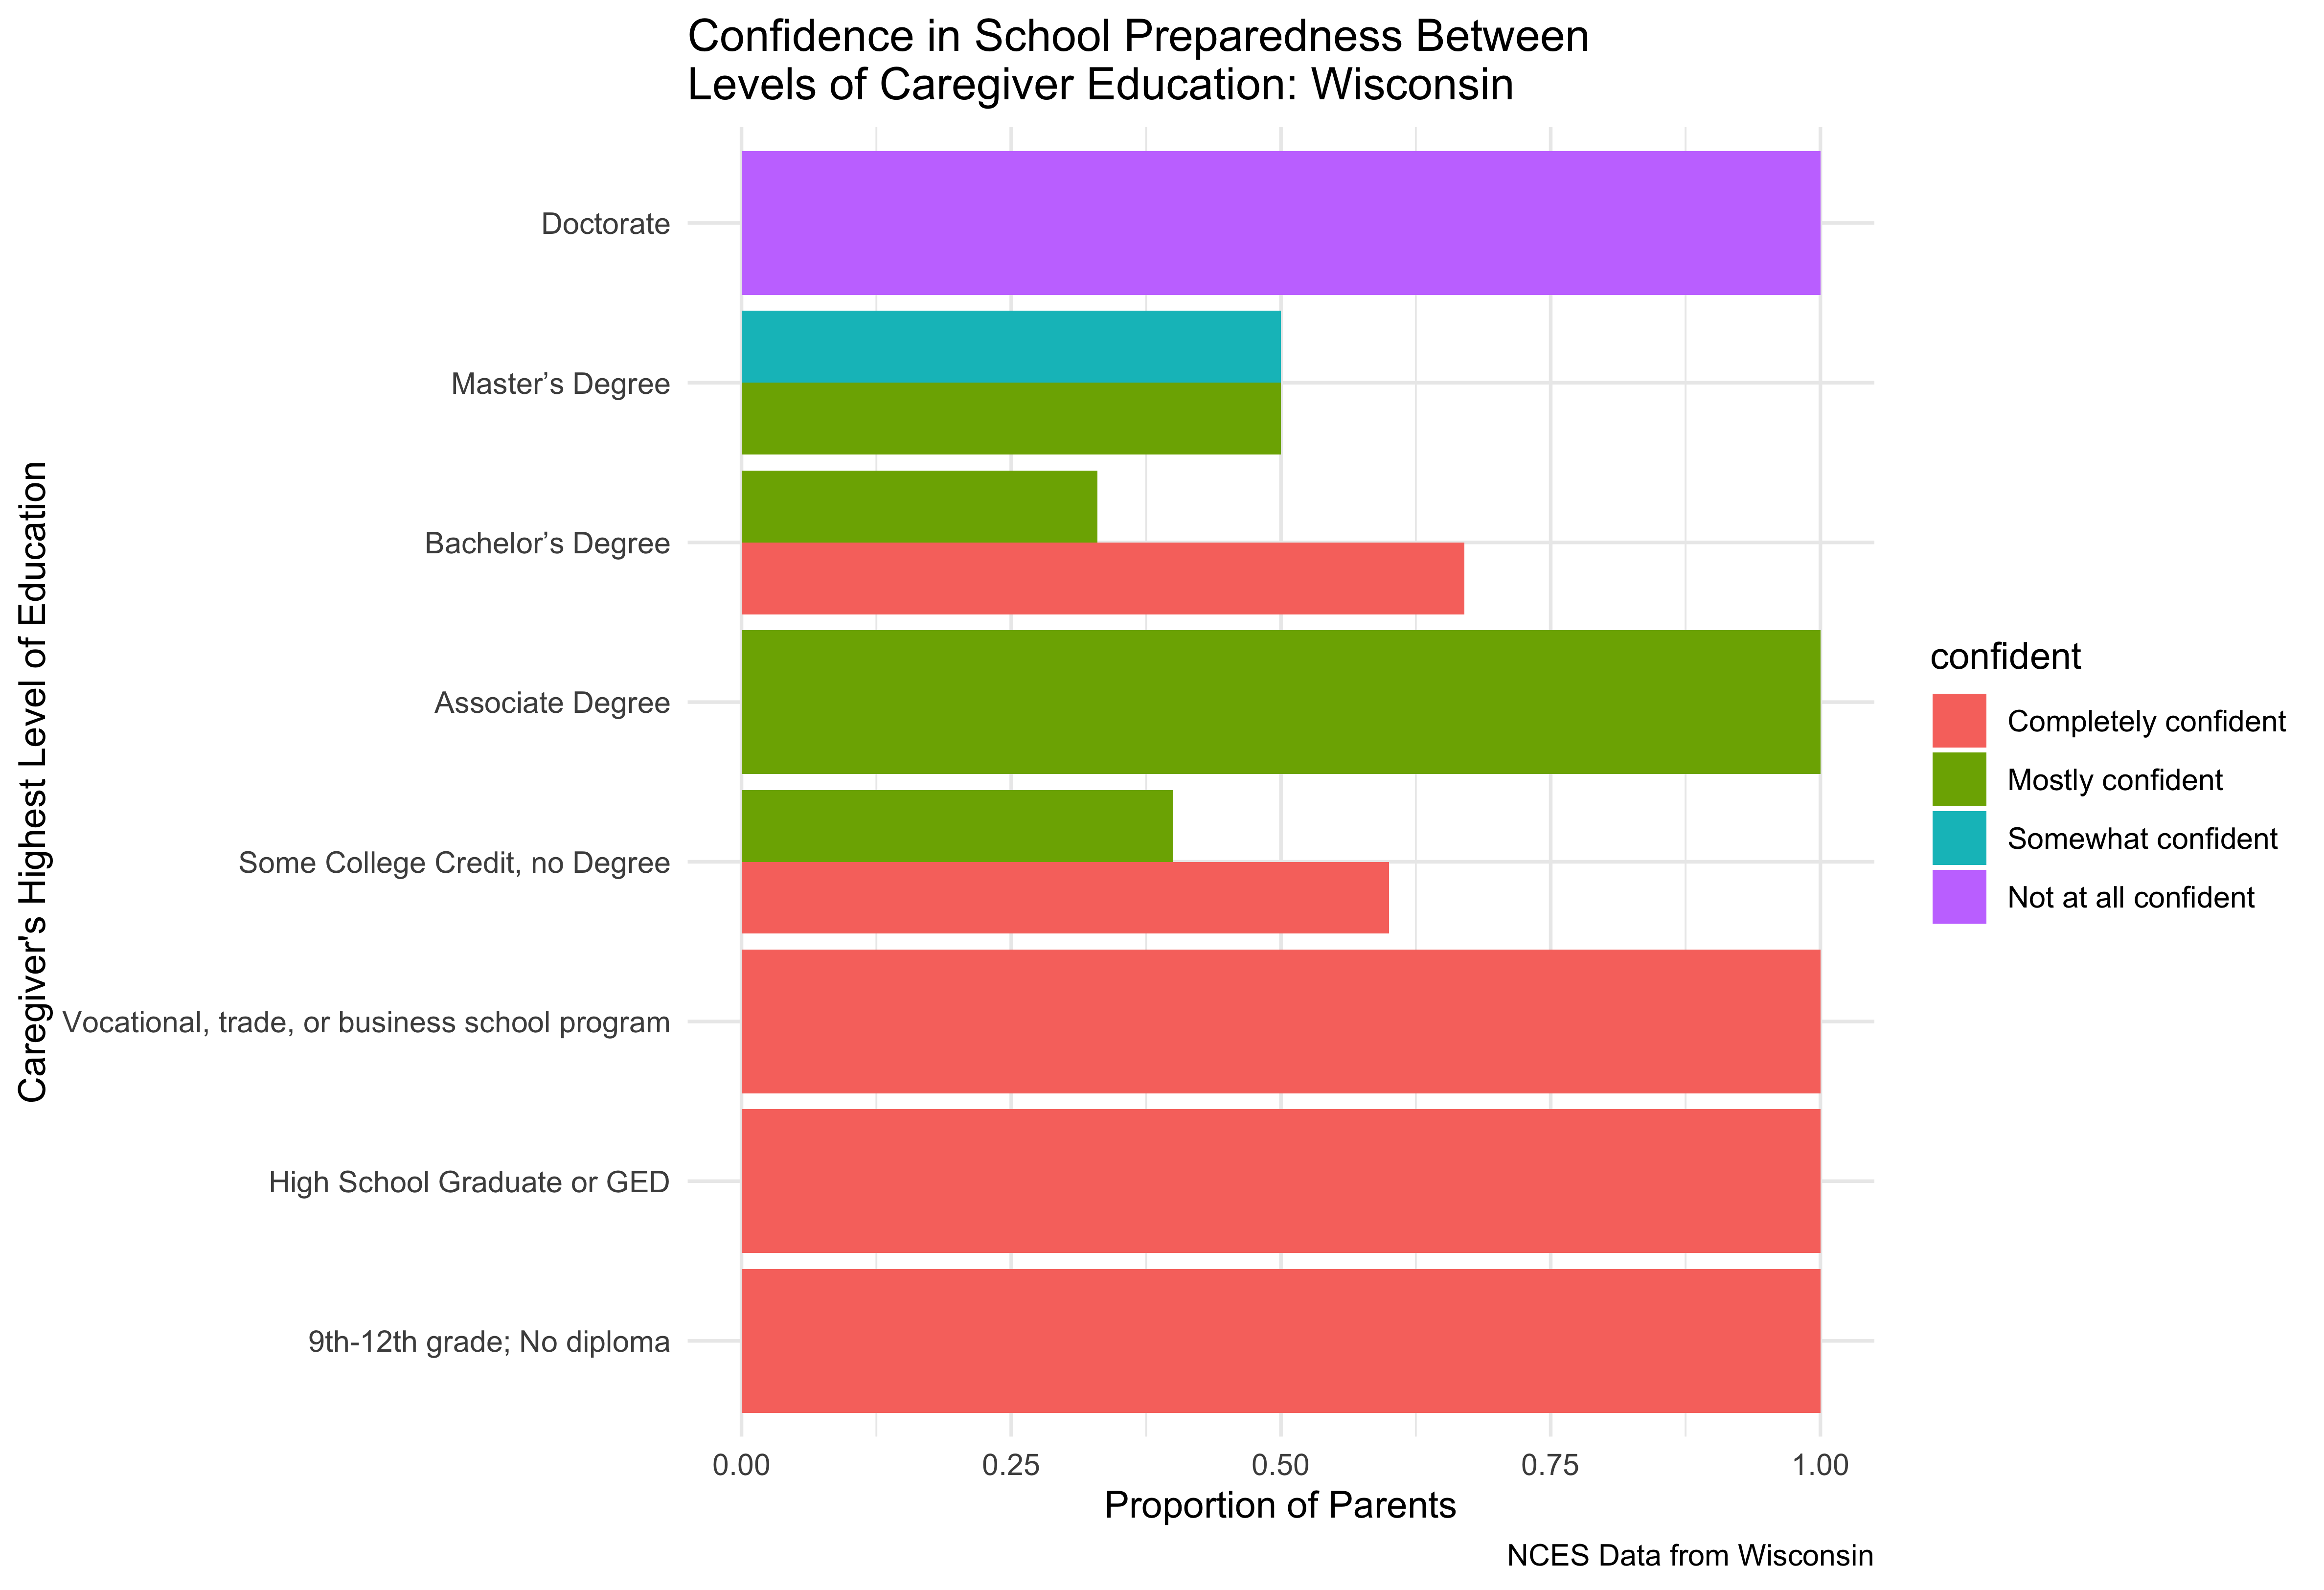 Confidence in School Preparedness Between
Levels of Caregiver Education: Wisconsin
Caregiver's Highest Level of Education
Doctorate
Master’s Degree
Bachelor’s Degree
Associate Degree
Some College Credit, no Degree
Vocational, trade, or business school program
High School Graduate or GED
9th-12th grade; No diploma
0.00
0.25
0.50
0.75
1.00
Proportion of Parents
confident
Completely confident
Mostly confident
Somewhat confident
Not at all confident
NCES Data from Wisconsin